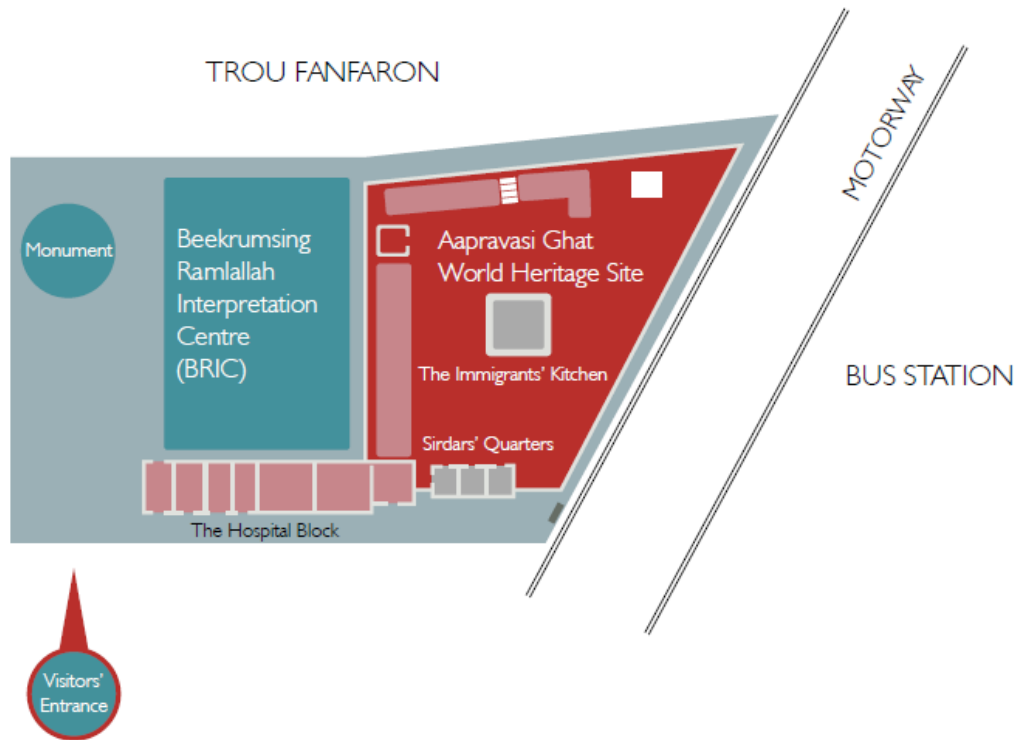 TROU FANFARON
MOTORWAY
Monument
Beekrumsing
Ramlallah
Interpretation
Centre
(BRIC)
Aapravasi Ghat
World Heritage Site
The Immigrants' Kitchen
BUS STATION
Sirdars' Quarters
The Hospital Block
Visitors'
Entrance